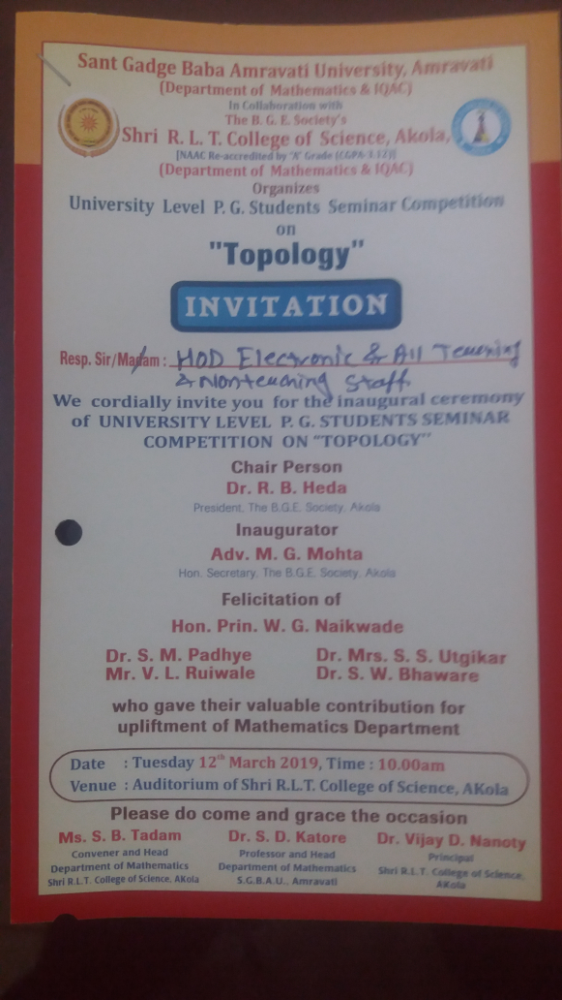 Sant Gadge Baba Amravati University, Amravati
(Department of Mathematics & IQAC)
In Collaboration with
The B. G. E. Society's
Shri R. L. T. College of Science, Akola,
[NAAC Re-accredited by 'A' Grade (CGPA-3.12)]
(Department of Mathematics & IQAC)
Organizes
University Level P. G. Students Seminar Competition
on
"Topology"
INVITATION
Resp. Sir/Madam : HOD Electronic & All Teaching
& Nonteaching Staff
We cordially invite you for the inaugural ceremony
of UNIVERSITY LEVEL P. G. STUDENTS SEMINAR
COMPETITION ON "TOPOLOGY"
Chair Person
Dr. R. B. Heda
President, The B.G.E. Society, Akola
Inaugurator
Adv. M. G. Mohta
Hon. Secretary, The B.G.E. Society, Akola
Felicitation of
Hon. Prin. W. G. Naikwade
Dr. S. M. Padhye Dr. Mrs. S. S. Utgikar
Mr. V. L. Ruiwale Dr. S. W. Bhaware
who gave their valuable contribution for
upliftment of Mathematics Department
Date : Tuesday 12th March 2019, Time : 10.00am
Venue : Auditorium of Shri R.L.T. College of Science, AKola
Please do come and grace the occasion
Ms. S. B. Tadam Dr. S. D. Katore Dr. Vijay D. Nanoty
Convener and Head Professor and Head Principal
Department of Mathematics Department of Mathematics Shri R.L.T. College of Science,
Shri R.L.T. College of Science, AKola S.G.B.A.U., Amravati AKola